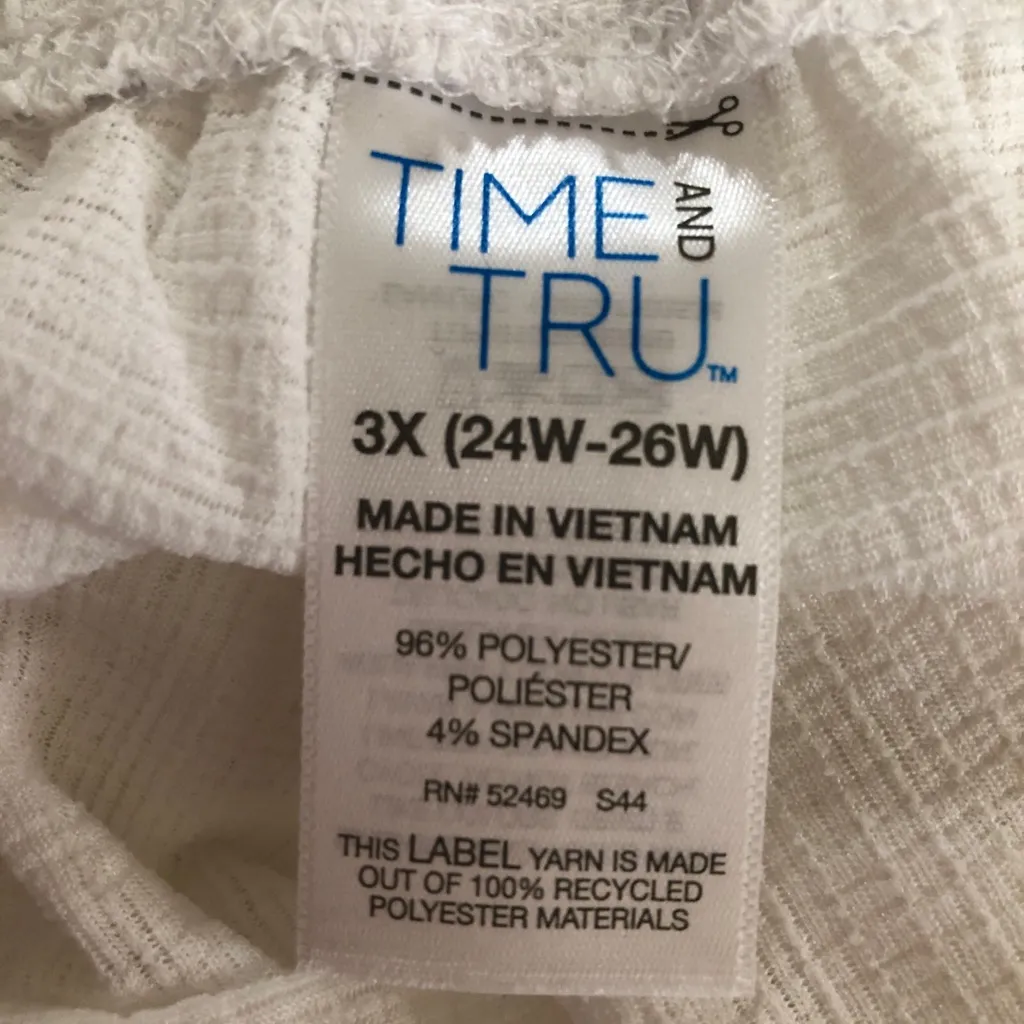 TIME AND
TRU™
3X (24W-26W)
MADE IN VIETNAM
HECHO EN VIETNAM
96% POLYESTER/
POLIÉSTER
4% SPANDEX
RN# 52469 S44
THIS LABEL YARN IS MADE
OUT OF 100% RECYCLED
POLYESTER MATERIALS